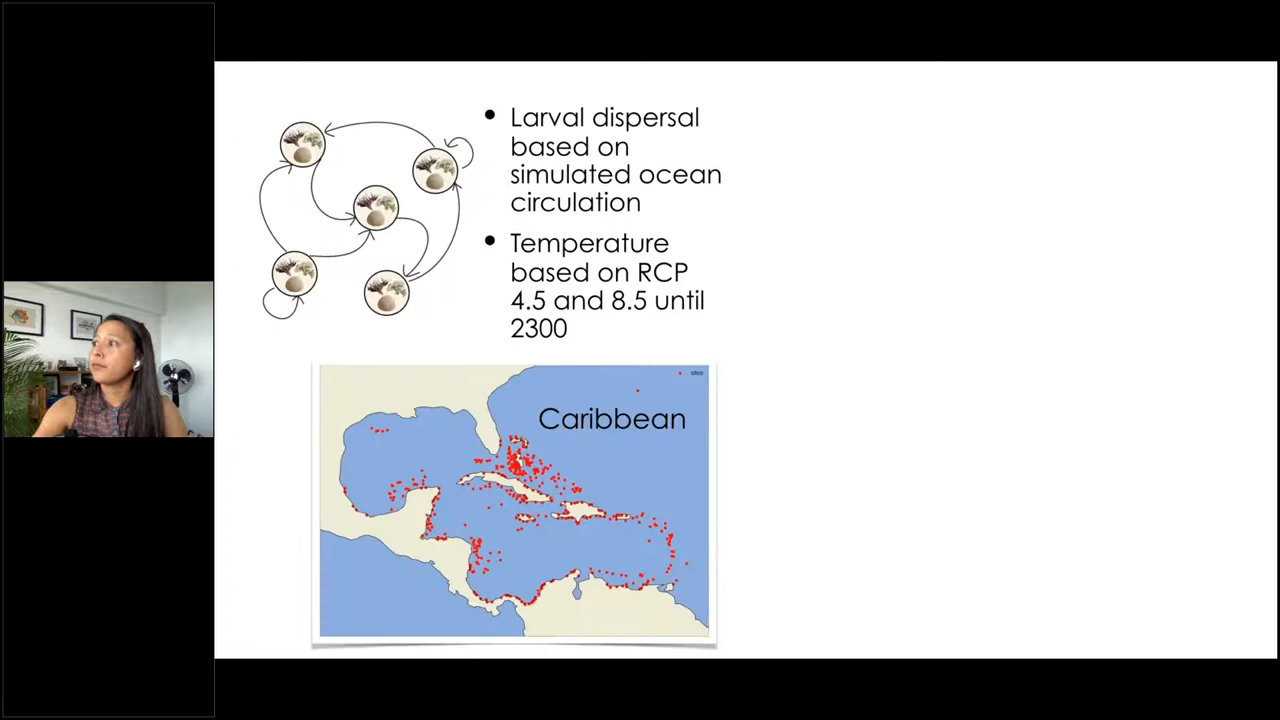 • Larval dispersal
based on
simulated ocean
circulation
• Temperature
based on RCP
4.5 and 8.5 until
2300
sites
Caribbean